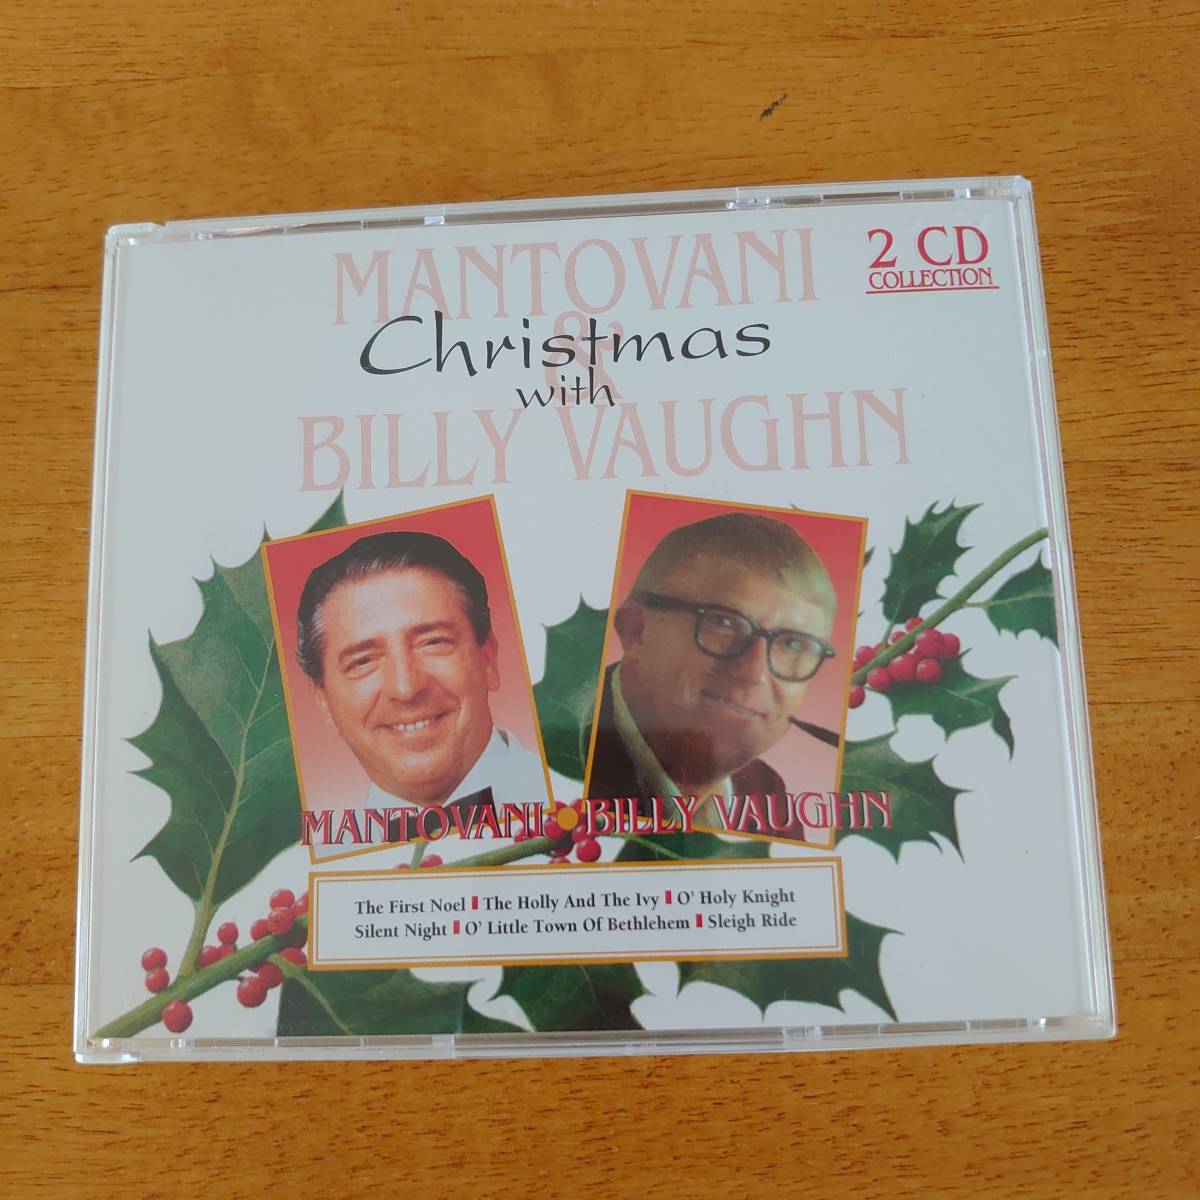 MANTOVANI
2 CD
COLLECTION
&
Christmas
with
BILLY VAUGHN
MANTOVANI • BILLY VAUGHN
The First Noel ▮ The Holly And The Ivy ▮ O' Holy Knight
Silent Night ▮ O' Little Town Of Bethlehem ▮ Sleigh Ride